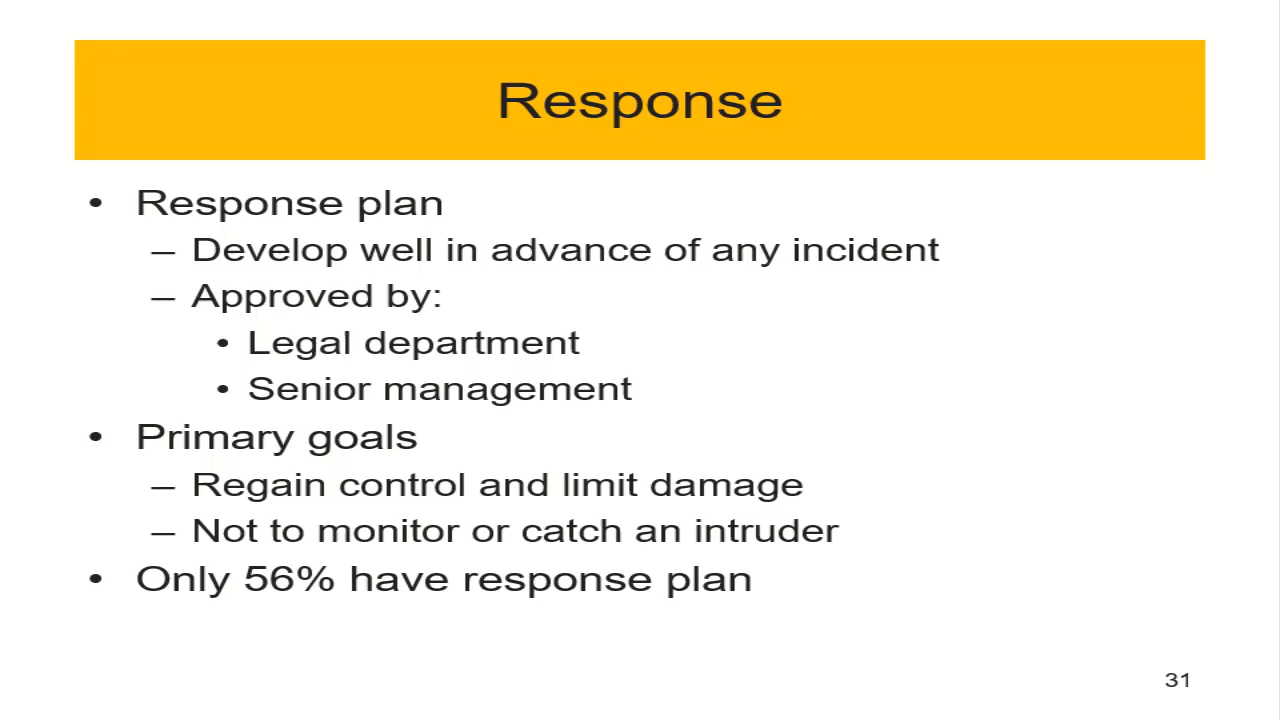 Response
• Response plan
– Develop well in advance of any incident
– Approved by:
• Legal department
• Senior management
• Primary goals
– Regain control and limit damage
– Not to monitor or catch an intruder
• Only 56% have response plan
31